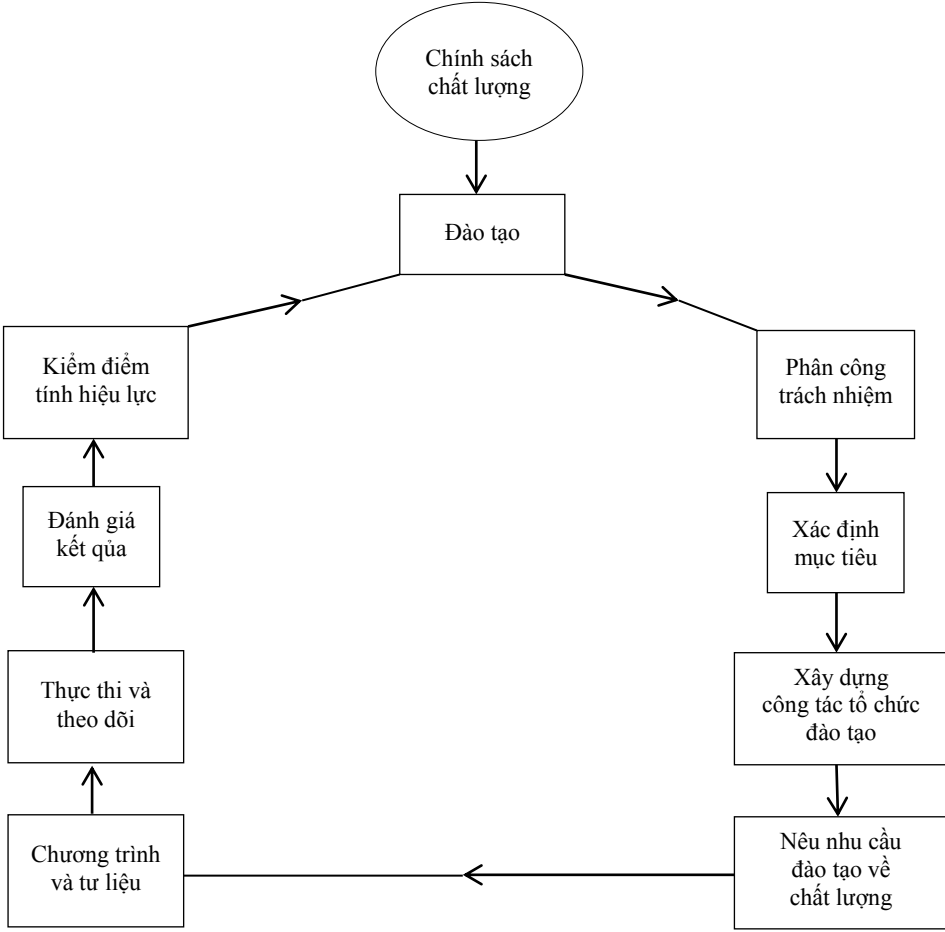 Chính sách
chất lượng
Đào tạo
Kiểm điểm
tính hiệu lực
Phân công
trách nhiệm
Đánh giá
kết qủa
Xác định
mục tiêu
Thực thi và
theo dõi
Xây dựng
công tác tổ chức
đào tạo
Chương trình
và tư liệu
Nêu nhu cầu
đào tạo về
chất lượng